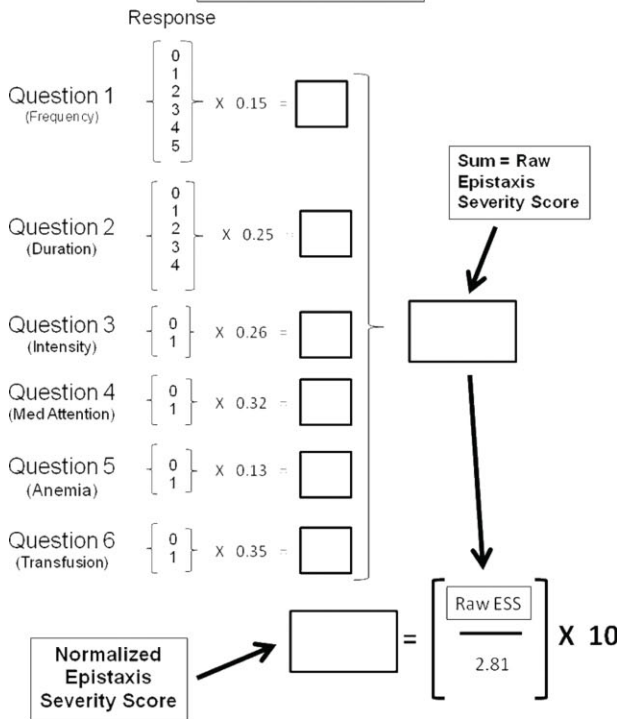 Response
Question 1
(Frequency)
0
1
2
3
4
5
X 0.15 =
Question 2
(Duration)
0
1
2
3
4
X 0.25 =
Question 3
(Intensity)
0
1
X 0.26 =
Question 4
(Med Attention)
0
1
X 0.32 =
Question 5
(Anemia)
0
1
X 0.13 =
Question 6
(Transfusion)
0
1
X 0.35 =
Sum = Raw
Epistaxis
Severity Score
Normalized
Epistaxis
Severity Score
=
Raw ESS
2.81
X 10